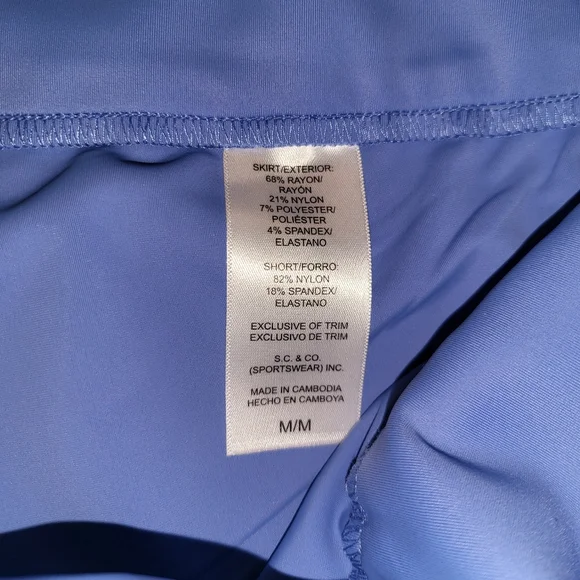 SKIRT/EXTERIOR:
68% RAYON/
RAYÓN
21% NYLON
7% POLYESTER/
POLIÉSTER
4% SPANDEX/
ELASTANO
SHORT/FORRO:
82% NYLON
18% SPANDEX/
ELASTANO
EXCLUSIVE OF TRIM
EXCLUSIVO DE TRIM
S.C. & CO.
(SPORTSWEAR) INC.
MADE IN CAMBODIA
HECHO EN CAMBOYA
M/M